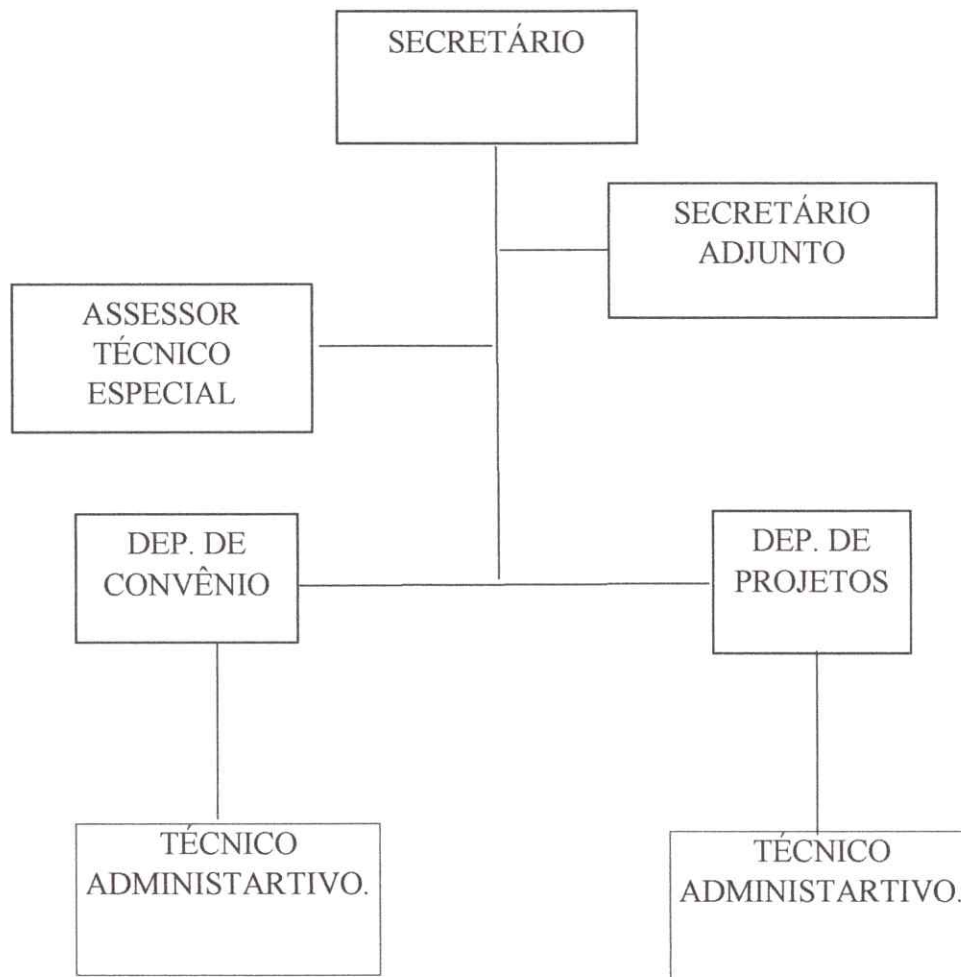 SECRETÁRIO
SECRETÁRIO
ADJUNTO
ASSESSOR
TÉCNICO
ESPECIAL
DEP. DE
CONVÊNIO
DEP. DE
PROJETOS
TÉCNICO
ADMINISTARTIVO.
TÉCNICO
ADMINISTARTIVO.